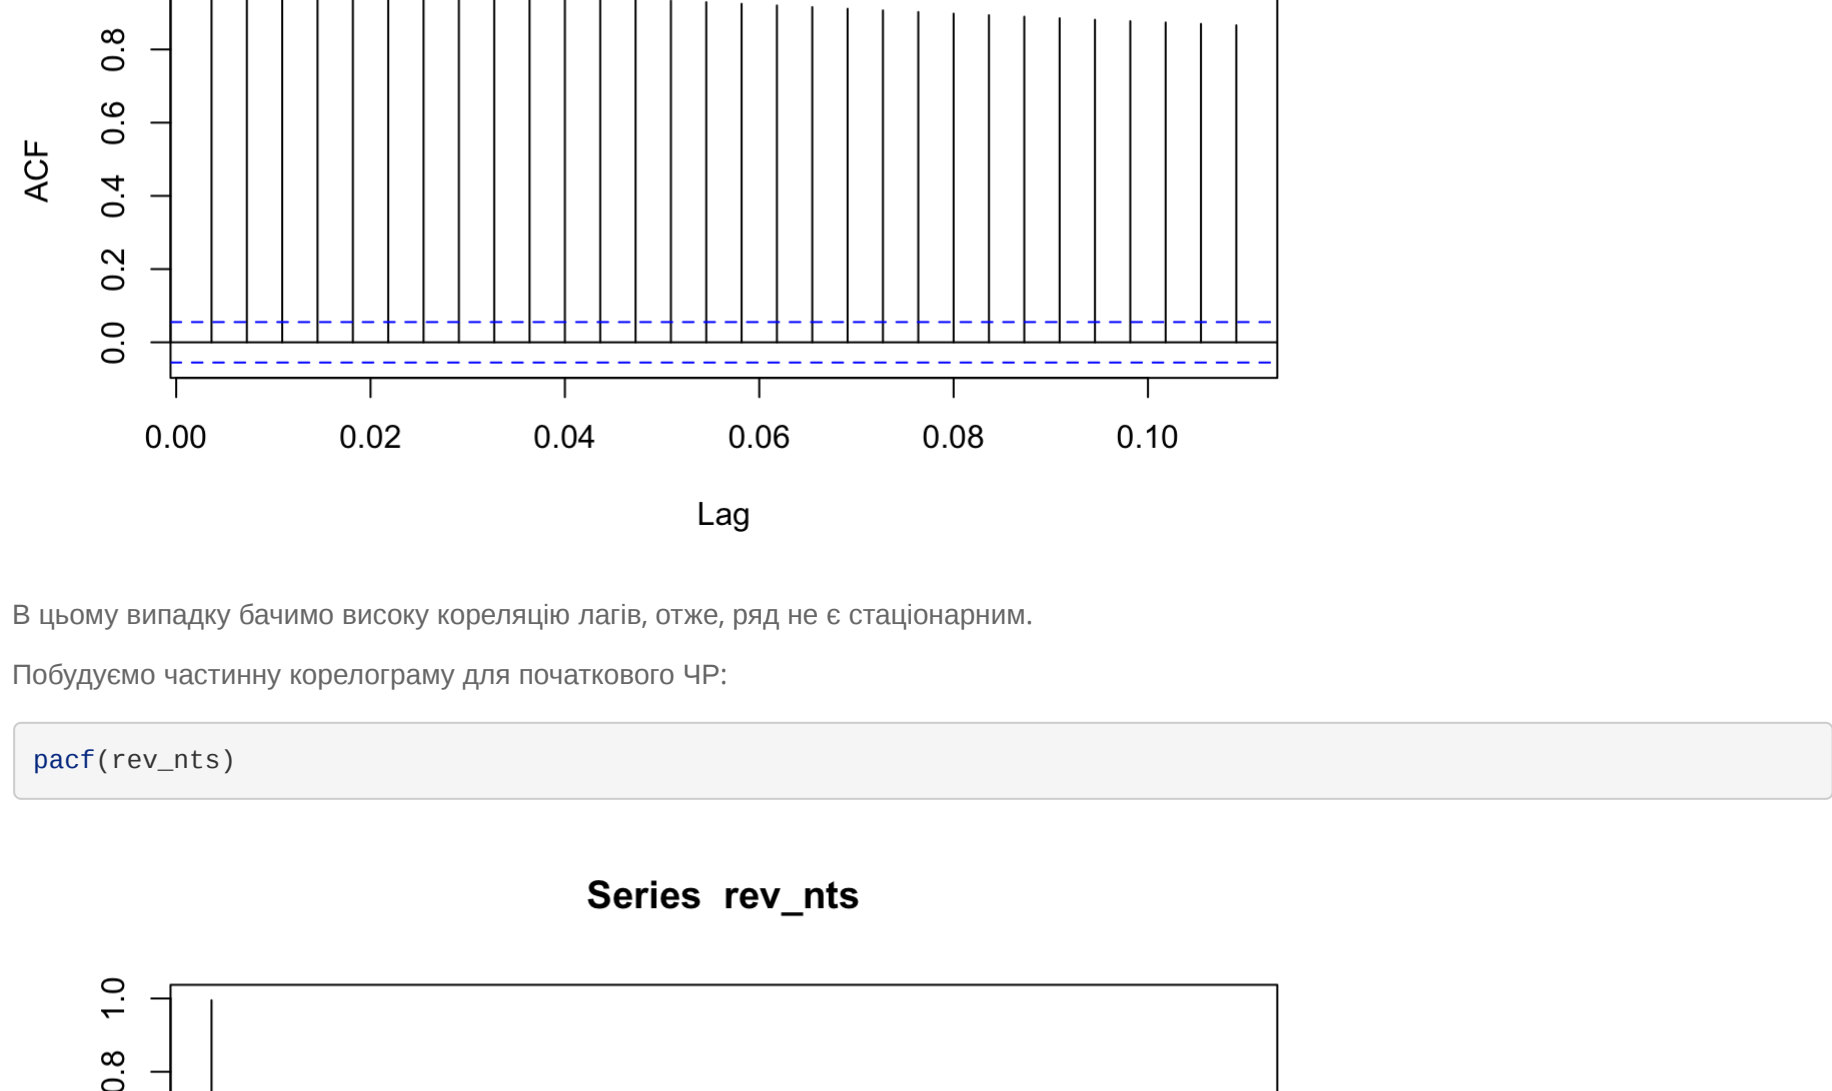 0.8
0.6
0.4
0.2
0.0
ACF
0.00 0.02 0.04 0.06 0.08 0.10
Lag
В цьому випадку бачимо високу кореляцію лагів, отже, ряд не є стаціонарним.
Побудуємо частинну корелограму для початкового ЧР:
pacf(rev_nts)
Series rev_nts
1.0
0.8